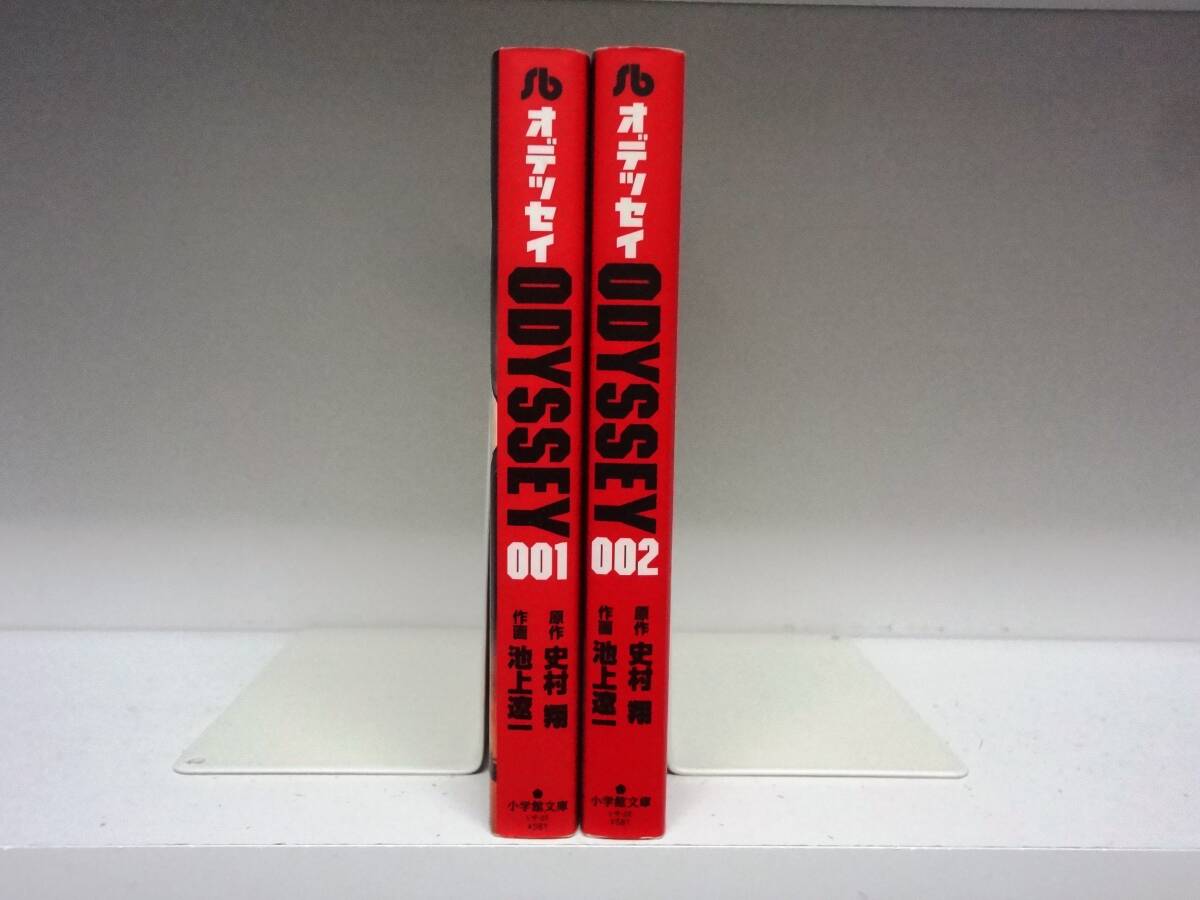 オデッセイ
ODYSSEY
001
原作 史村 翔
作画 池上遼一
小学館文庫
オデッセイ
ODYSSEY
002
原作 史村 翔
作画 池上遼一
小学館文庫